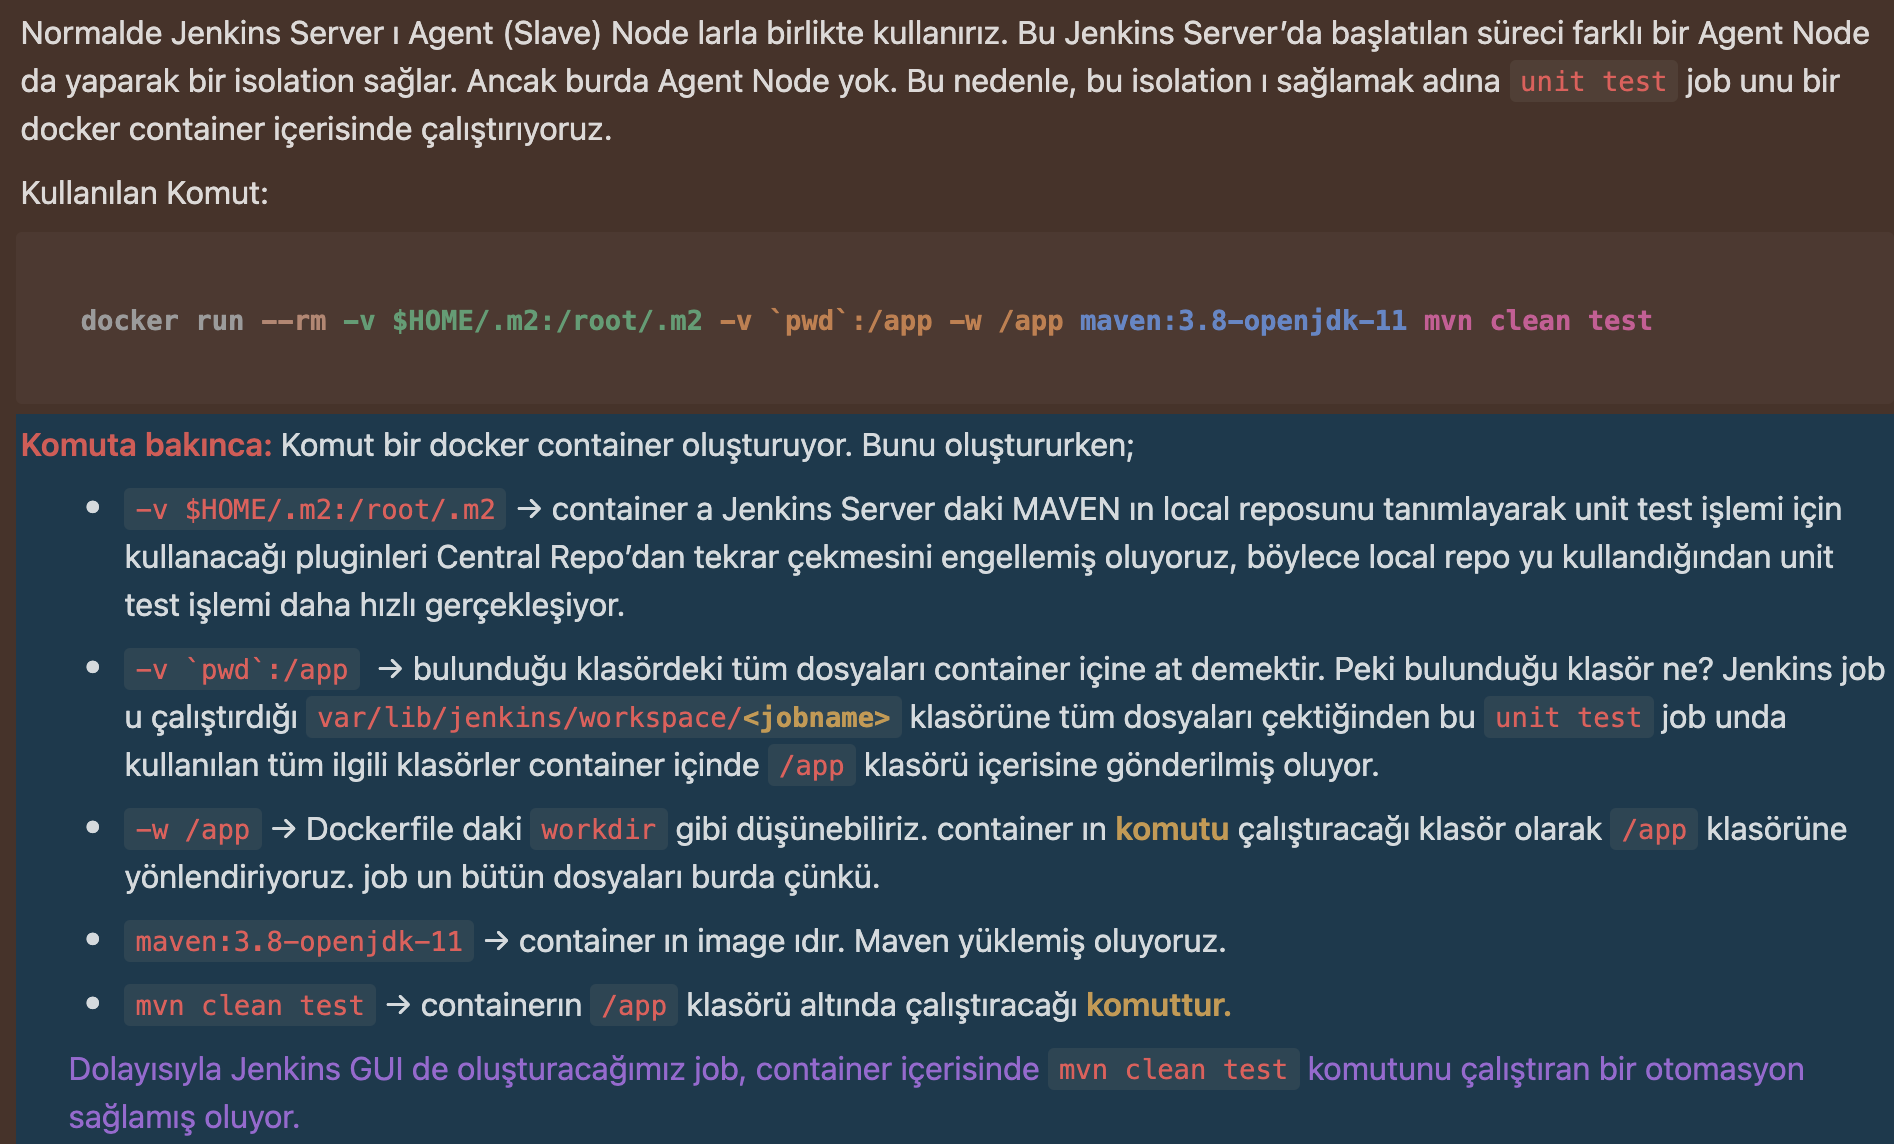 Normalde Jenkins Server ı Agent (Slave) Node larla birlikte kullanırız. Bu Jenkins Server’da başlatılan süreci farklı bir Agent Node
da yaparak bir isolation sağlar. Ancak burda Agent Node yok. Bu nedenle, bu isolation ı sağlamak adına unit test job unu bir
docker container içerisinde çalıştırıyoruz.
Kullanılan Komut:
docker run --rm -v $HOME/.m2:/root/.m2 -v `pwd`:/app -w /app maven:3.8-openjdk-11 mvn clean test
Komuta bakınca: Komut bir docker container oluşturuyor. Bunu oluştururken;
• -v $HOME/.m2:/root/.m2 → container a Jenkins Server daki MAVEN ın local reposunu tanımlayarak unit test işlemi için
kullanacağı pluginleri Central Repo’dan tekrar çekmesini engellemiş oluyoruz, böylece local repo yu kullandığından unit
test işlemi daha hızlı gerçekleşiyor.
• -v `pwd`:/app → bulunduğu klasördeki tüm dosyaları container içine at demektir. Peki bulunduğu klasör ne? Jenkins job
u çalıştırdığı var/lib/jenkins/workspace/<jobname> klasörüne tüm dosyaları çektiğinden bu unit test job unda
kullanılan tüm ilgili klasörler container içinde /app klasörü içerisine gönderilmiş oluyor.
• -w /app → Dockerfile daki workdir gibi düşünebiliriz. container ın komutu çalıştıracağı klasör olarak /app klasörüne
yönlendiriyoruz. job un bütün dosyaları burda çünkü.
• maven:3.8-openjdk-11 → container ın image ıdır. Maven yüklemiş oluyoruz.
• mvn clean test → containerın /app klasörü altında çalıştıracağı komuttur.
Dolayısıyla Jenkins GUI de oluşturacağımız job, container içerisinde mvn clean test komutunu çalıştıran bir otomasyon
sağlamış oluyor.